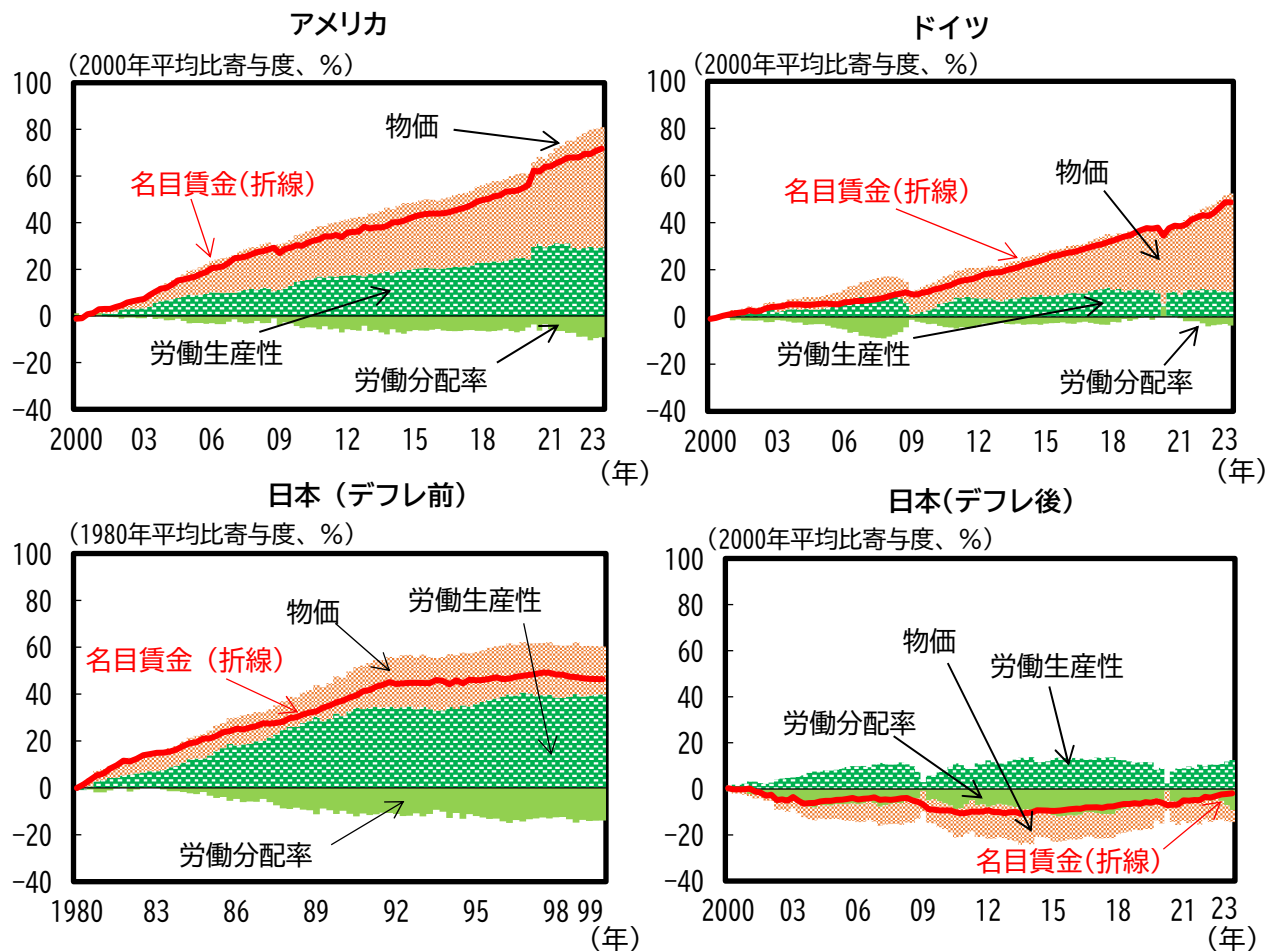 アメリカ
(2000年平均比寄与度、%)
100
80
60
40
20
0
-20
-40
物価
名目賃金(折線)
労働生産性
労働分配率
2000 03 06 09 12 15 18 21 23
(年)
ドイツ
(2000年平均比寄与度、%)
100
80
60
40
20
0
-20
-40
物価
名目賃金(折線)
労働生産性
労働分配率
2000 03 06 09 12 15 18 21 23
(年)
日本（デフレ前）
(1980年平均比寄与度、%)
100
80
60
40
20
0
-20
-40
労働生産性
物価
名目賃金（折線）
労働分配率
1980 83 86 89 92 95 98 99
(年)
日本(デフレ後)
(2000年平均比寄与度、%)
100
80
60
40
20
0
-20
-40
物価
労働生産性
労働分配率
名目賃金(折線)
2000 03 06 09 12 15 18 21 23
(年)